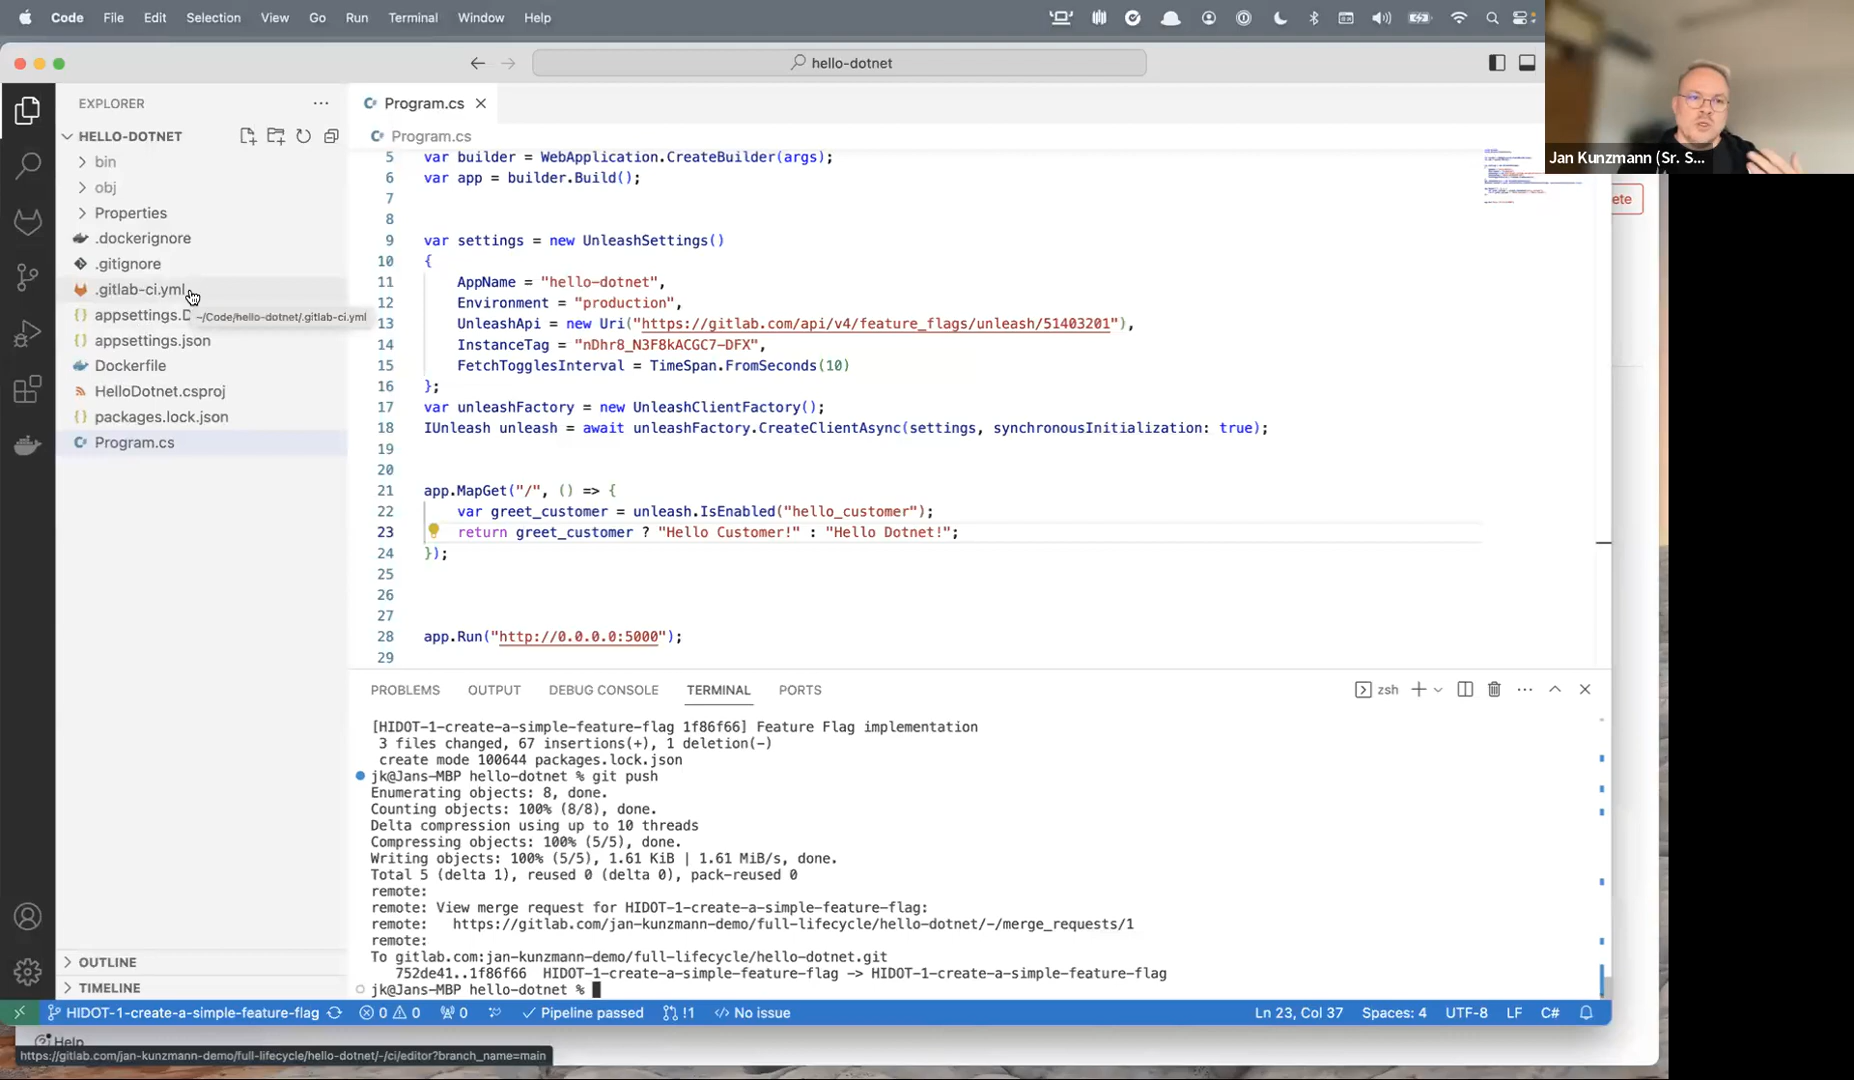 Code File Edit Selection View Go Run Terminal Window Help
hello-dotnet
Jan Kunzmann (Sr. S...
EXPLORER
HELLO-DOTNET
bin
obj
Properties
.dockerignore
.gitignore
.gitlab-ci.yml
appsettings.D
~/Code/hello-dotnet/.gitlab-ci.yml
appsettings.json
Dockerfile
HelloDotnet.csproj
packages.lock.json
Program.cs
OUTLINE
TIMELINE
Program.cs
Program.cs
5 var builder = WebApplication.CreateBuilder(args);
6 var app = builder.Build();
7
8
9 var settings = new UnleashSettings()
10 {
11 AppName = "hello-dotnet",
12 Environment = "production",
13 UnleashApi = new Uri("https://gitlab.com/api/v4/feature_flags/unleash/51403201"),
14 InstanceTag = "nDhr8_N3F8kACGC7-DFX",
15 FetchTogglesInterval = TimeSpan.FromSeconds(10)
16 };
17 var unleashFactory = new UnleashClientFactory();
18 IUnleash unleash = await unleashFactory.CreateClientAsync(settings, synchronousInitialization: true);
19
20
21 app.MapGet("/", () => {
22 var greet_customer = unleash.IsEnabled("hello_customer");
23 return greet_customer ? "Hello Customer!" : "Hello Dotnet!";
24 });
25
26
27
28 app.Run("http://0.0.0.0:5000");
29
ete
PROBLEMS OUTPUT DEBUG CONSOLE TERMINAL PORTS
zsh
[HIDOT-1-create-a-simple-feature-flag 1f86f66] Feature Flag implementation
3 files changed, 67 insertions(+), 1 deletion(-)
create mode 100644 packages.lock.json
jk@Jans-MBP hello-dotnet % git push
Enumerating objects: 8, done.
Counting objects: 100% (8/8), done.
Delta compression using up to 10 threads
Compressing objects: 100% (5/5), done.
Writing objects: 100% (5/5), 1.61 KiB | 1.61 MiB/s, done.
Total 5 (delta 1), reused 0 (delta 0), pack-reused 0
remote:
remote: View merge request for HIDOT-1-create-a-simple-feature-flag:
remote: https://gitlab.com/jan-kunzmann-demo/full-lifecycle/hello-dotnet/-/merge_requests/1
remote:
To gitlab.com:jan-kunzmann-demo/full-lifecycle/hello-dotnet.git
752de41..1f86f66 HIDOT-1-create-a-simple-feature-flag -> HIDOT-1-create-a-simple-feature-flag
jk@Jans-MBP hello-dotnet %
HIDOT-1-create-a-simple-feature-flag 0 0 0 Pipeline passed !1 No issue Ln 23, Col 37 Spaces: 4 UTF-8 LF C#
Help
https://gitlab.com/jan-kunzmann-demo/full-lifecycle/hello-dotnet/-/ci/editor?branch_name=main